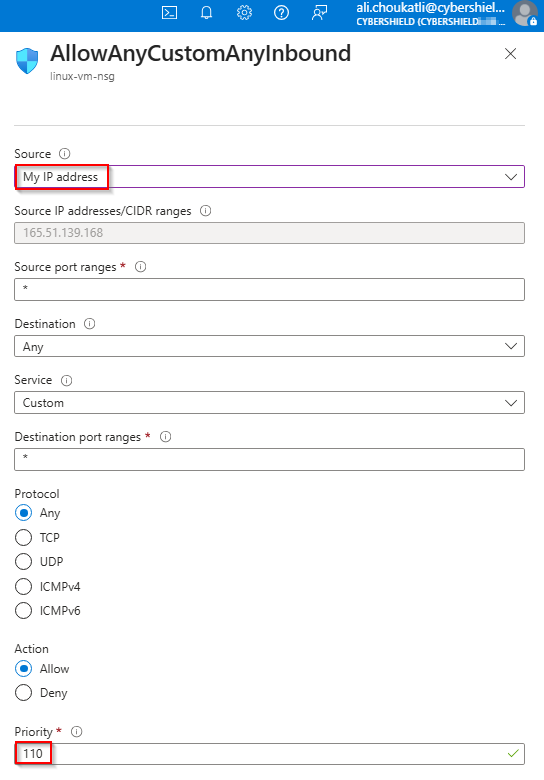 ali.choukatli@cybershiel...
CYBERSHIELD (CYBERSHIELD
AllowAnyCustomAnyInbound
linux-vm-nsg
Source
My IP address
Source IP addresses/CIDR ranges
165.51.139.168
Source port ranges *
*
Destination
Any
Service
Custom
Destination port ranges *
*
Protocol
Any
TCP
UDP
ICMPv4
ICMPv6
Action
Allow
Deny
Priority *
110